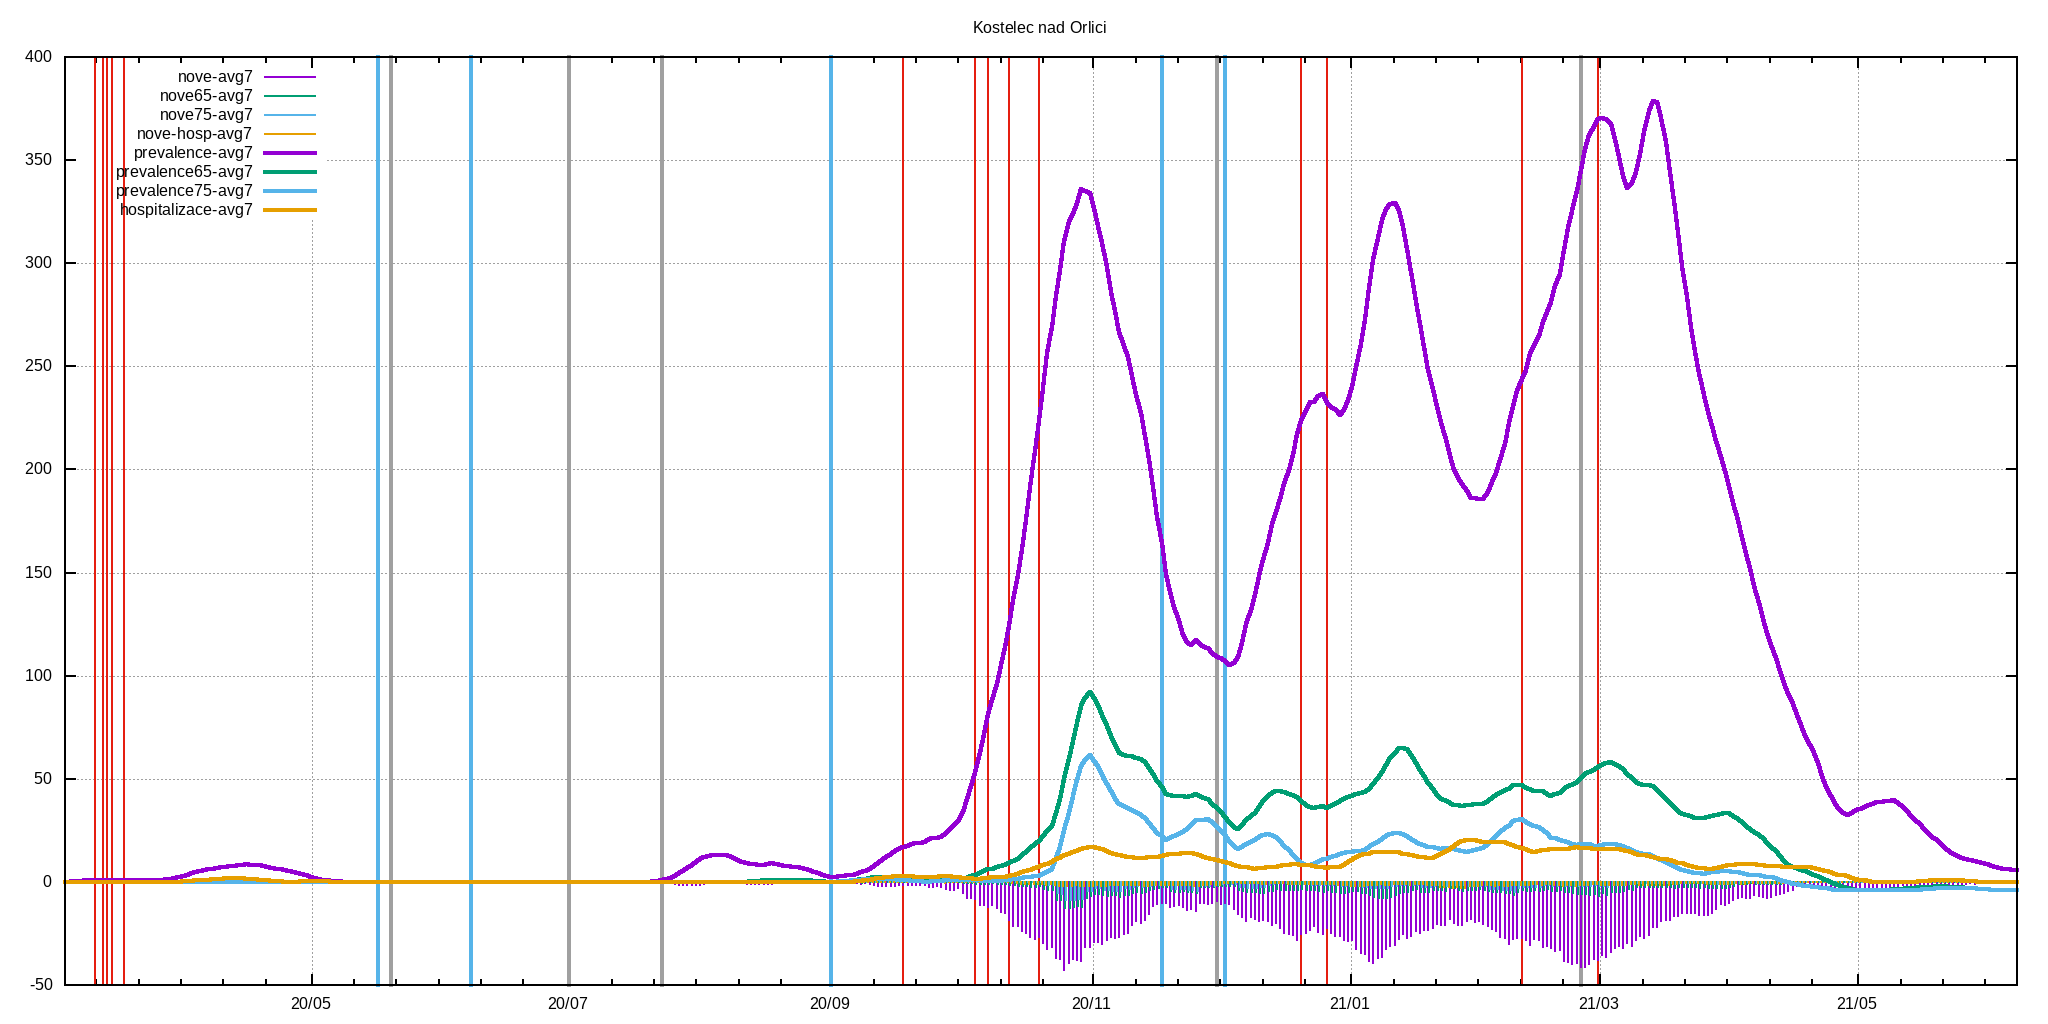 Kostelec nad Orlici
400
350
300
250
200
150
100
50
0
-50
nove-avg7
nove65-avg7
nove75-avg7
nove-hosp-avg7
prevalence-avg7
prevalence65-avg7
prevalence75-avg7
hospitalizace-avg7
20/05 20/07 20/09 20/11 21/01 21/03 21/05